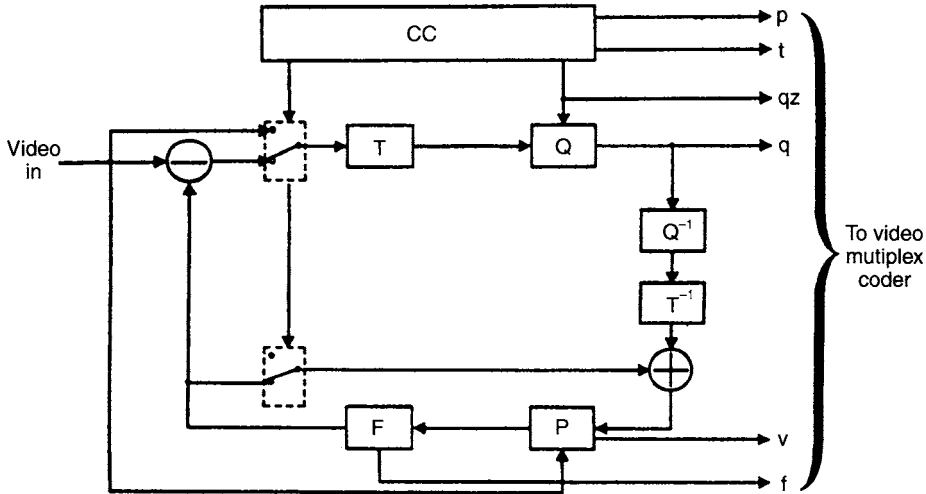 CC
p
t
qz
Video
in
T
Q
q
Q⁻¹
To video
mutiplex
coder
T⁻¹
F
P
v
f